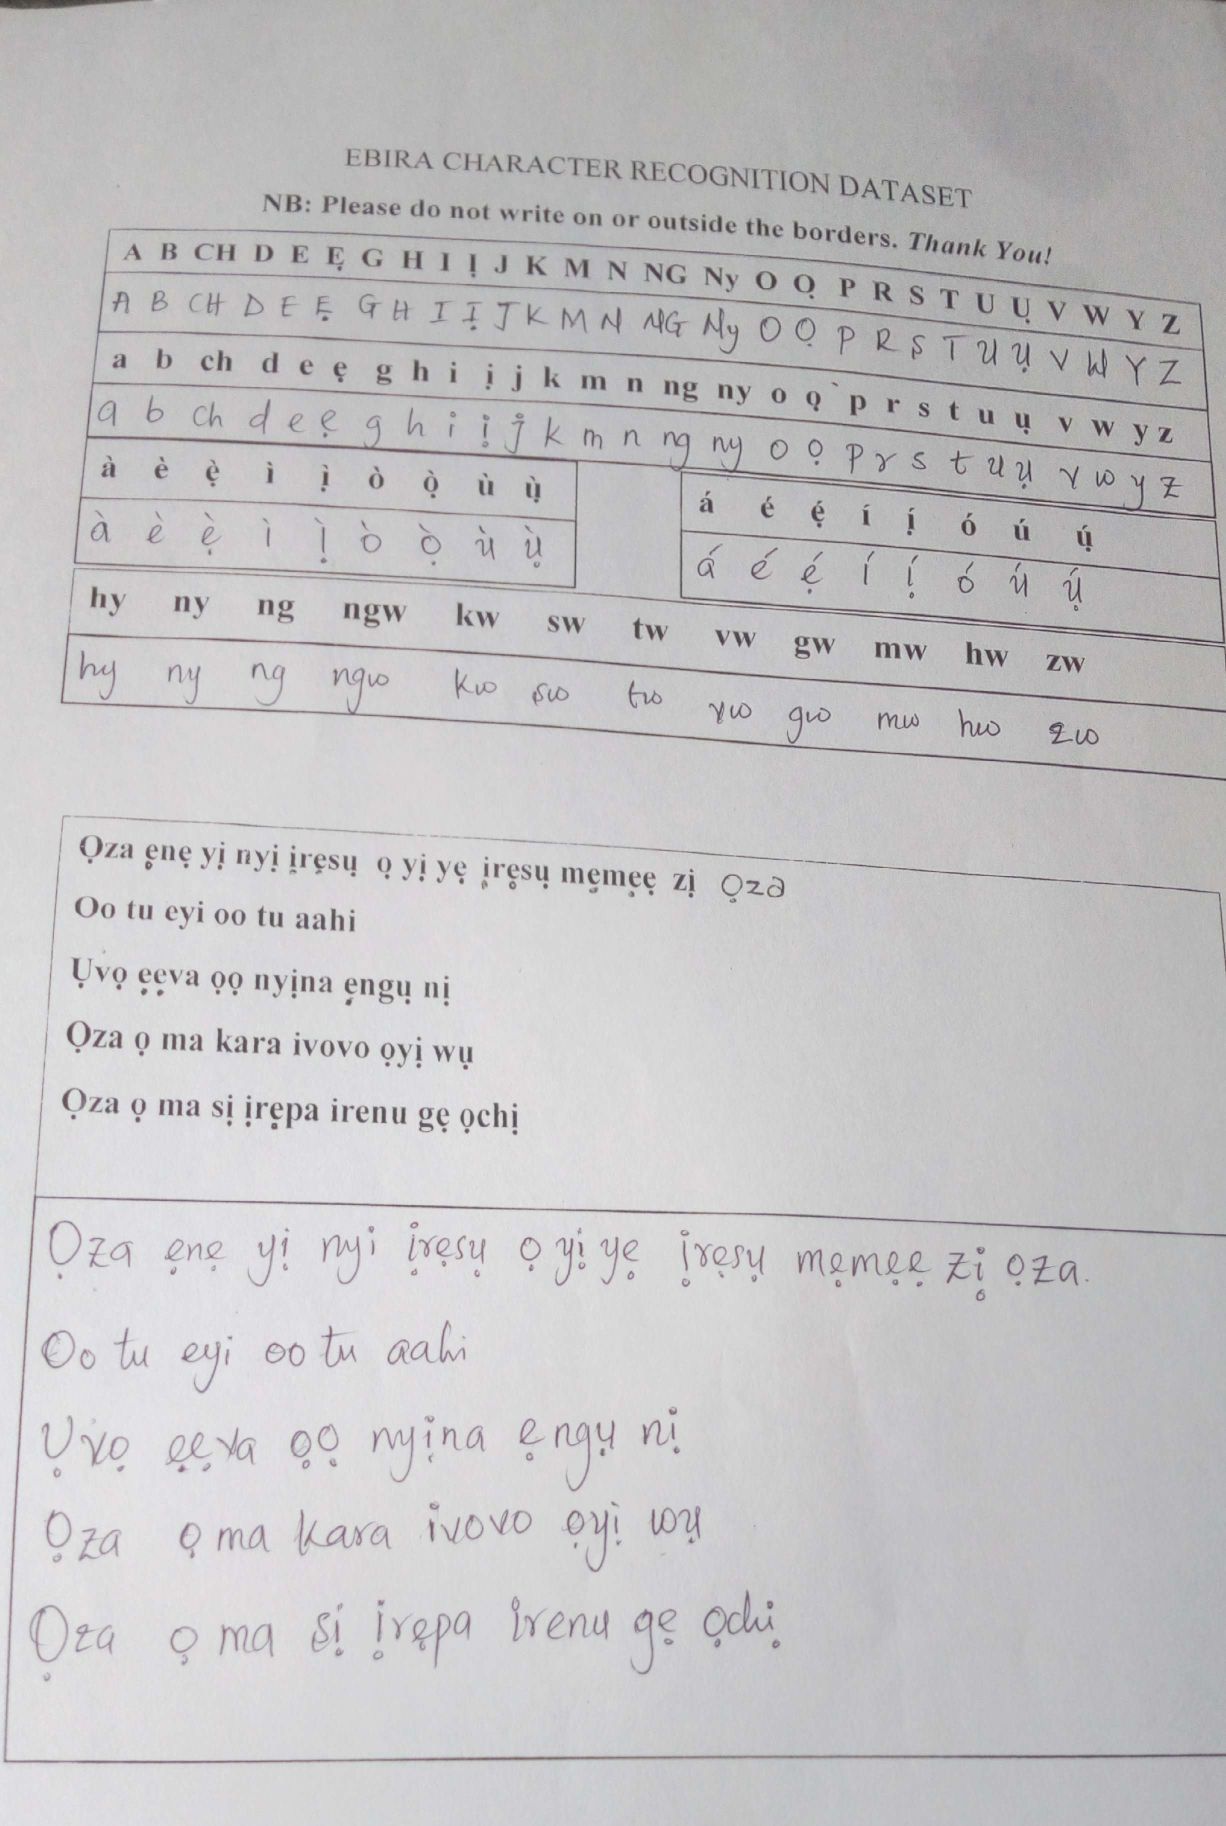 EBIRA CHARACTER RECOGNITION DATASET
NB: Please do not write on or outside the borders. Thank You!
A B CH D E Ẹ G H I Ị J K M N NG Ny O Ọ P R S T U Ụ V W Y Z
A B CH D E Ẹ G H I Ị J K M N NG Ny O Ọ P R S T U Ụ V W Y Z
a b ch d e ẹ g h i ị j k m n ng ny o ọ p r s t u ụ v w y z
a b ch d e ẹ g h i ị j k m n ng ny o ọ p r s t u ụ v w y z
à è ẹ̀ ì ị̀ ò ọ̀ ù ụ̀
á é ẹ́ í ị́ ó ú ụ́
à è ẹ̀ ì ị̀ ò ọ̀ ù ụ̀
á é ẹ́ í ị́ ó ú ụ́
hy ny ng ngw kw sw tw vw gw mw hw zw
hy ny ng ngw kw sw tw vw gw mw hw zw
Ọza ẹnẹ yị nyị ịrẹsụ ọ yị yẹ ịrẹsụ mẹmẹẹ zị Ọza
Oo tu eyi oo tu aahi
Ụvọ ẹẹva ọọ nyịna ẹngụ nị
Ọza ọ ma kara ivovo ọyị wụ
Ọza ọ ma sị ịrẹpa irenu gẹ ọchị
Ọza ẹnẹ yị nyi ịrẹsụ ọ yị yẹ ịrẹsụ mẹmẹẹ zị ọza.
Oo tu eyi oo tu aahi
Ụvọ ẹẹva ọọ nyịna ẹngụ nị
Ọza ọ ma kara ivovo ọyị wụ
Ọza ọ ma sị ịrẹpa irenu gẹ ọchị